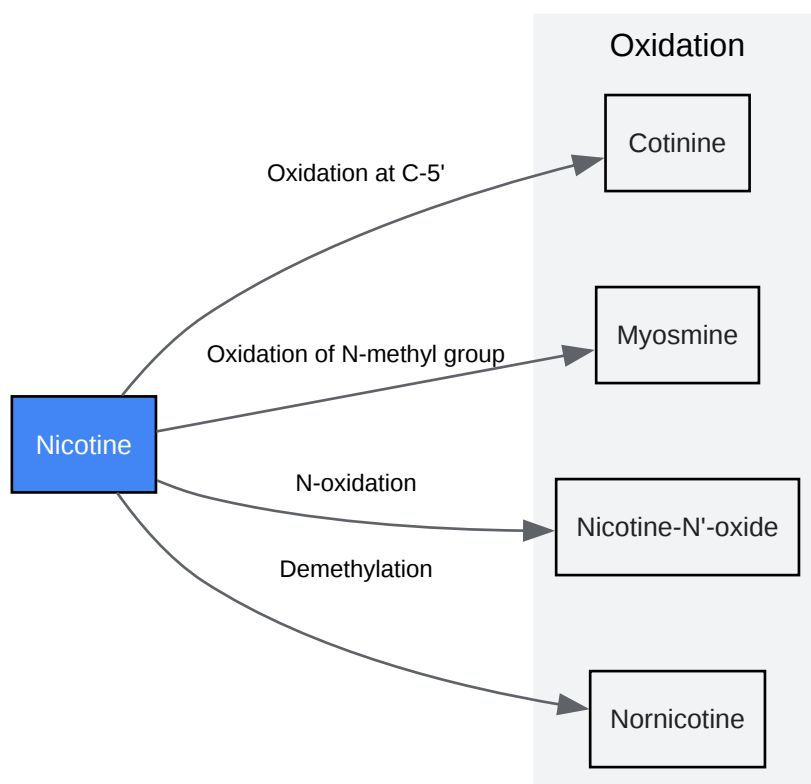 Oxidation
Cotinine
Oxidation at C-5'
Myosmine
Oxidation of N-methyl group
Nicotine
N-oxidation
Nicotine-N'-oxide
Demethylation
Nornicotine